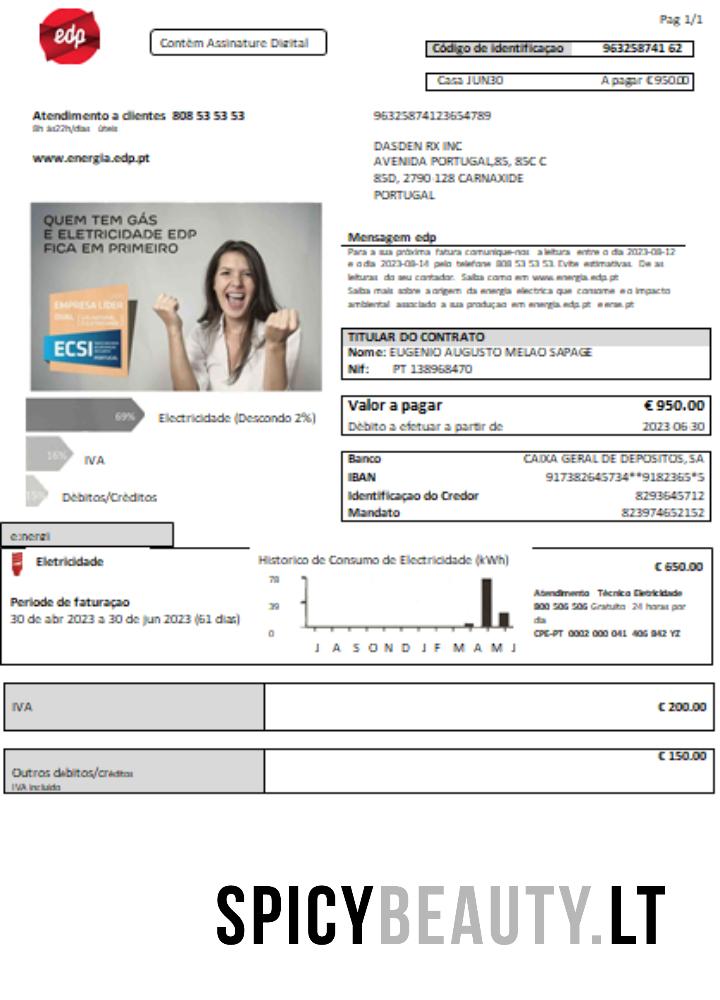 edp
Contêm Assinature Digital
Pag 1/1
Código de identificaçao 963258741 62
Casa JUN30 A pagar €950.00
Atendimento a clientes 808 53 53 53
8h às22h/dias úteis
www.energia.edp.pt
96325874123654789
DASDEN RX INC
AVENIDA PORTUGAL,85, 85C C
85D, 2790-128 CARNAXIDE
PORTUGAL
QUEM TEM GÁS
E ELETRICIDADE EDP
FICA EM PRIMEIRO
EMPRESA LÍDER
ECSI
PORTUGAL
Mensagem edp
Para a sua próxima fatura comunique-nos a leitura entre o dia 2023-08-12
e o dia 2023-08-14 pelo telefone 808 53 53 53. Evite estimativas. De as
leituras do seu contador. Saiba como em www.energia.edp.pt
Saiba mais sobre a origem da energia electrica que consome e o impacto
ambiental associado a sua produçao em energia.edp.pt e erse.pt
TITULAR DO CONTRATO
Nome: EUGENIO AUGUSTO MELAO SAPAGE
Nif: PT 138968470
Valor a pagar € 950.00
Dèbito a efetuar a partir de 2023-06-30
69% Electricidade (Descondo 2%)
16% IVA
15% Dèbitos/Crèditos
Banco CAIXA GERAL DE DEPOSITOS, SA
IBAN 917382645734**9182365*5
Identificaçao do Credor 8293645712
Mandato 823974652152
e:nergi
Eletricidade
Periode de faturaçao
30 de abr 2023 a 30 de jun 2023 (61 dias)
Historico de Consumo de Electricidade (kWh)
78
39
0
J A S O N D J F M A M J
€ 650.00
Atendimento Tècnico Eletricidade
800 506 506 Gratuito 24 horas por
dia
CPE-PT 0002 000 041 406 842 YZ
IVA € 200.00
€ 150.00
Outros dèbitos/crèditos
IVA incluido
SPICYBEAUTY.LT